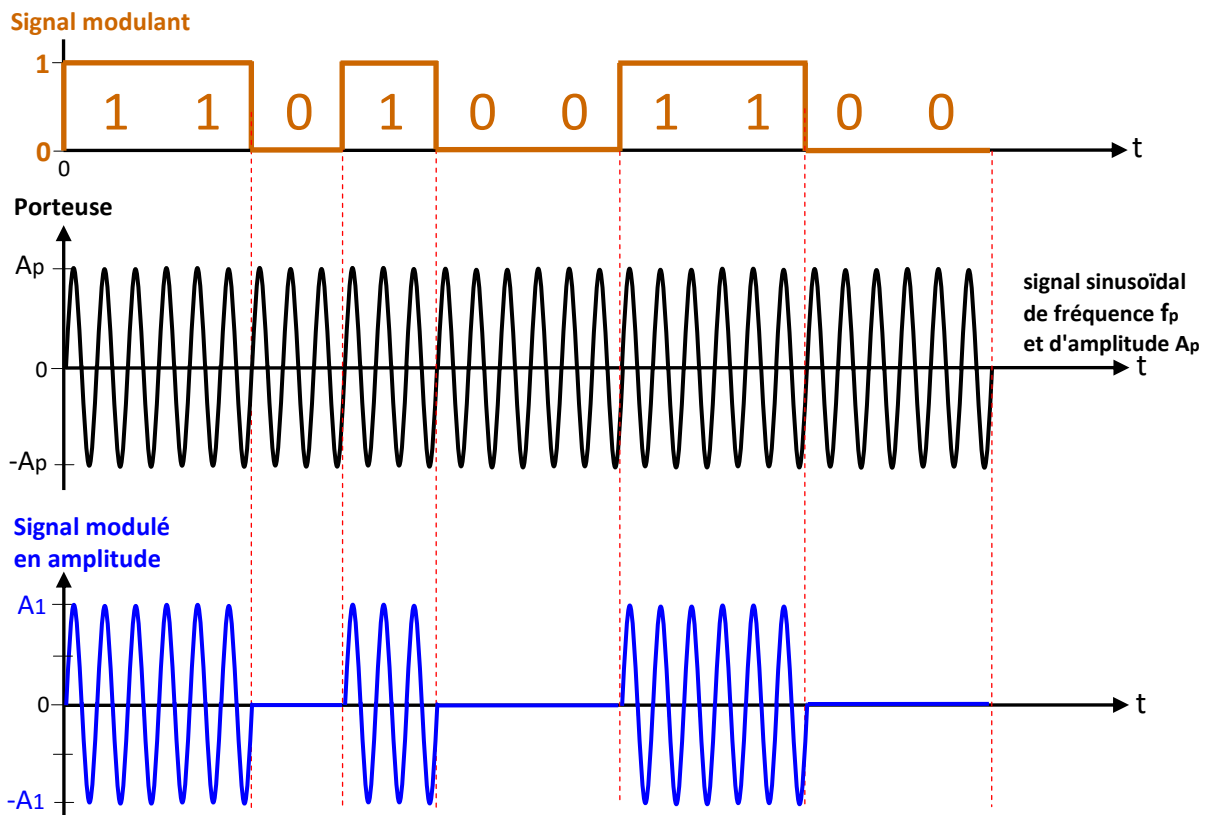 Signal modulant
1
1 1 0 1 0 0 1 1 0 0
0
t
0
Porteuse
Ap
signal sinusoïdal
de fréquence fp
et d'amplitude Ap
0
t
-Ap
Signal modulé
en amplitude
A1
0
t
-A1